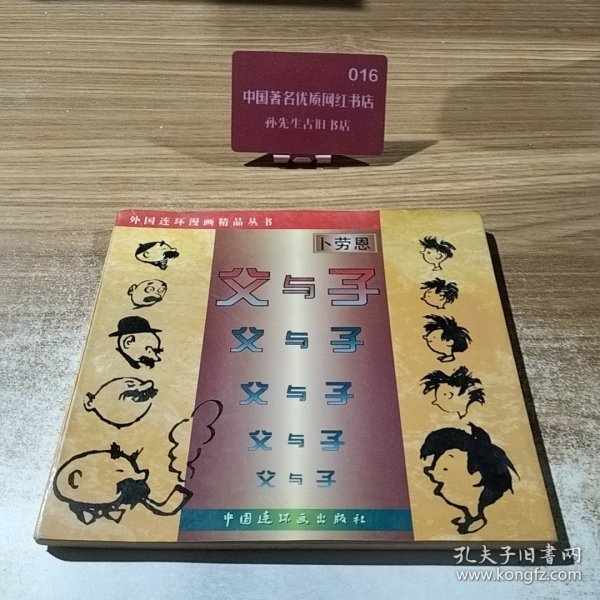 016
中国著名优质网红书店
孙先生古旧书店
外国连环漫画精品丛书
卜劳恩
父与子
父与子
父与子
父与子
父与子
中国连环画出版社
孔夫子旧书网
www.kongfz.com